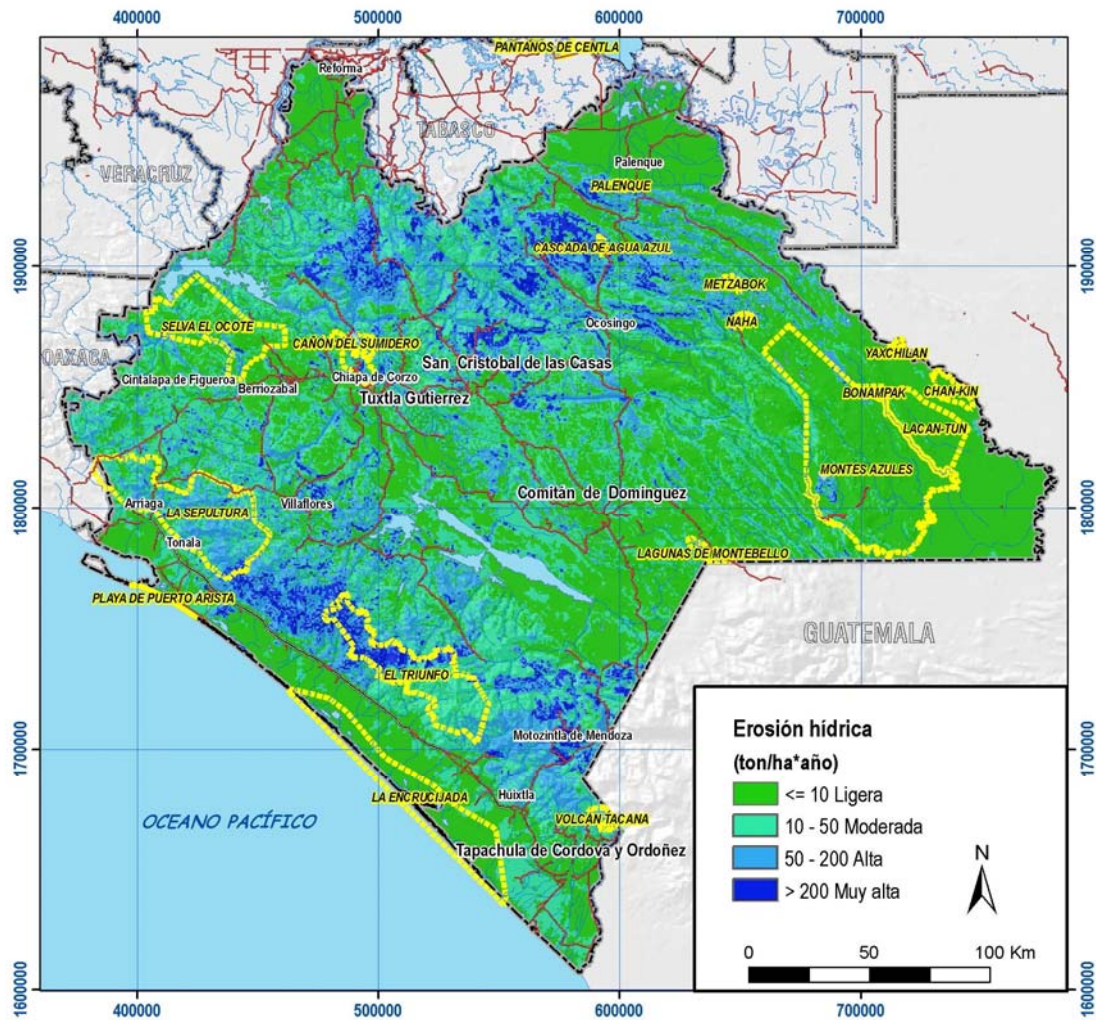 400000
500000
600000
700000
PANTANOS DE CENTLA
Reforma
TABASCO
VERACRUZ
Palenque
PALENQUE
CASCADA DE AGUA AZUL
1900000
1900000
METZABOK
SELVA EL OCOTE
CAÑON DEL SUMIDERO
Ocosingo
NAHA
OAXACA
YAXCHILAN
San Cristobal de las Casas
Cintalapa de Figueroa
Chiapa de Corzo
Berriozabal
Tuxtla Gutierrez
BONAMPAK
CHAN-KIN
LACAN-TUN
MONTES AZULES
Comitán de Dominguez
Arriaga
Villaflores
LA SEPULTURA
1800000
1800000
Tonala
LAGUNAS DE MONTEBELLO
PLAYA DE PUERTO ARISTA
GUATEMALA
EL TRIUNFO
Motozintla de Mendoza
1700000
1700000
LA ENCRUCIJADA
Huixtla
OCEANO PACÍFICO
VOLCAN TACANA
Tapachula de Cordova y Ordoñez
Erosión hídrica
(ton/ha*año)
<= 10 Ligera
10 - 50 Moderada
50 - 200 Alta
> 200 Muy alta
N
0 50 100 Km
1600000
1600000
400000
500000
600000
700000